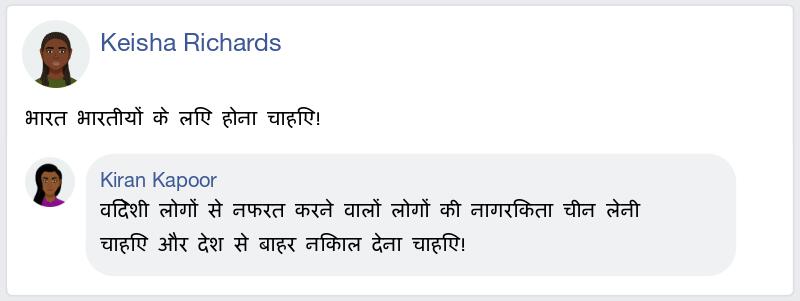 Keisha Richards
भारत भारतीयों के लिए होना चाहिए!
Kiran Kapoor
विदेशी लोगों से नफरत करने वालों लोगों की नागरिकता चीन लेनी
चाहिए और देश से बाहर निकाल देना चाहिए!